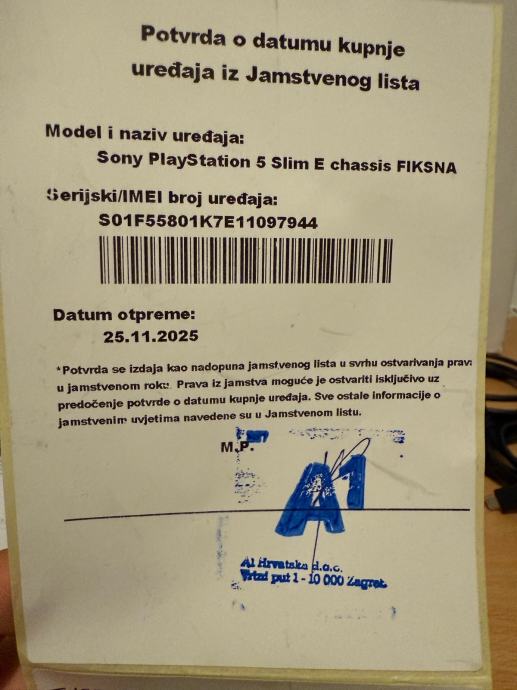 Potvrda o datumu kupnje
uređaja iz Jamstvenog lista
Model i naziv uređaja:
Sony PlayStation 5 Slim E chassis FIKSNA
Serijski/IMEI broj uređaja:
S01F55801K7E11097944
Datum otpreme:
25.11.2025
*Potvrda se izdaja kao nadopuna jamstvenog lista u svrhu ostvarivanja prava
u jamstvenom roku. Prava iz jamstva moguće je ostvariti isključivo uz
predočenje potvrde o datumu kupnje uređaja. Sve ostale informacije o
jamstvenim uvjetima navedene su u Jamstvenom listu.
M.P.
A1
A1 Hrvatska d.o.o.
Vrtni put 1 - 10 000 Zagreb